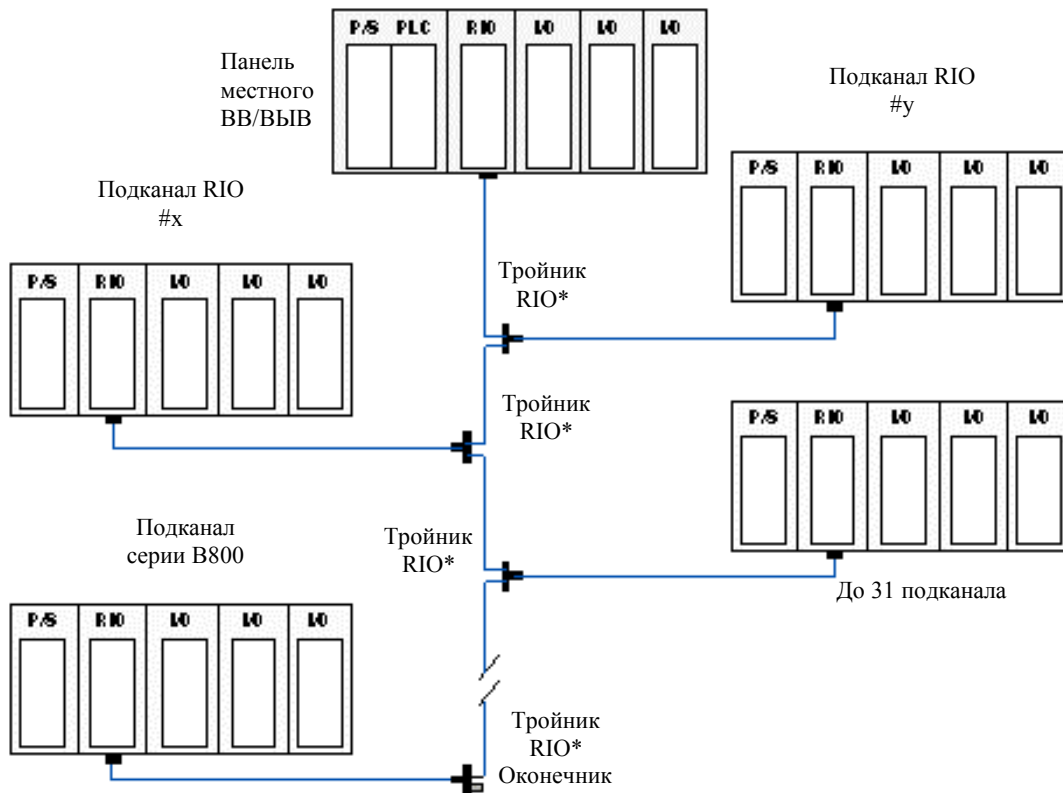 P/S PLC RIO I/O I/O I/O
Панель
местного
ВВ/ВЫВ
Подканал RIO
#y
P/S RIO I/O I/O I/O
Подканал RIO
#x
P/S RIO I/O I/O I/O
Тройник
RIO*
Тройник
RIO*
P/S RIO I/O I/O I/O
До 31 подканала
Тройник
RIO*
Подканал
серии B800
P/S RIO I/O I/O I/O
Тройник
RIO*
Оконечник